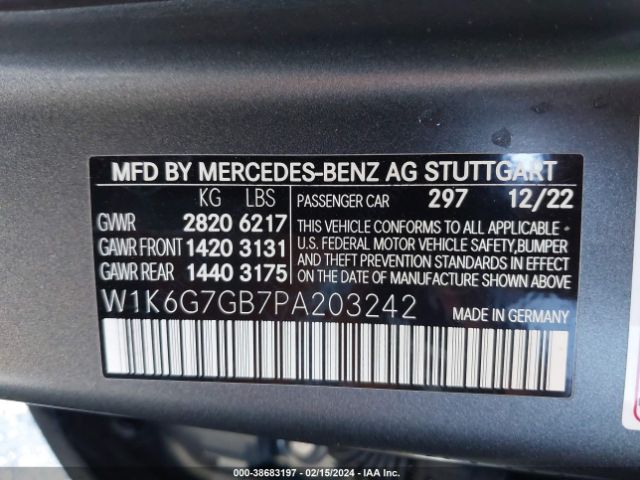 MFD BY MERCEDES-BENZ AG STUTTGART
KG LBS PASSENGER CAR 297 12/22
GVWR 2820 6217
GAWR FRONT 1420 3131
GAWR REAR 1440 3175
THIS VEHICLE CONFORMS TO ALL APPLICABLE
U.S. FEDERAL MOTOR VEHICLE SAFETY,BUMPER
AND THEFT PREVENTION STANDARDS IN EFFECT
ON THE DATE OF MANUFACTURE SHOWN ABOVE
W1K6G7GB7PA203242 MADE IN GERMANY
000-38683197 - 02/15/2024 - IAA Inc.